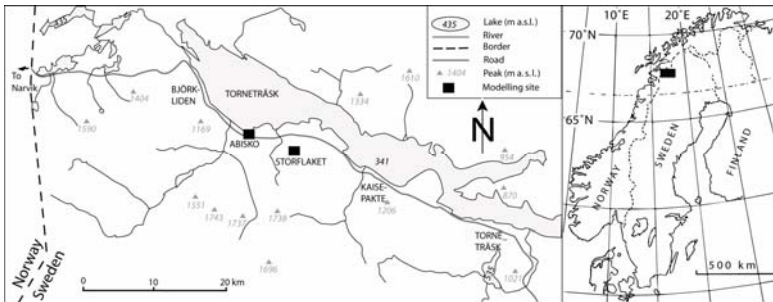 435
To
Narvik
1404
1590
BJÖRK-
LIDEN
1169
TORNETRÄSK
ABISKO
STORFLAKET
1334
1610
341
954
870
KAISE-
PAKTE
1206
1551
1743
1737
1738
1696
TORNE
TRÄSK
1021
Norway
Sweden
0 10 20 km
435 Lake (m a.s.l.)
River
Border
Road
1404 Peak (m a.s.l.)
Modelling site
N
10°E 20°E
70°N
65°N
NORWAY
SWEDEN
FINLAND
500 km